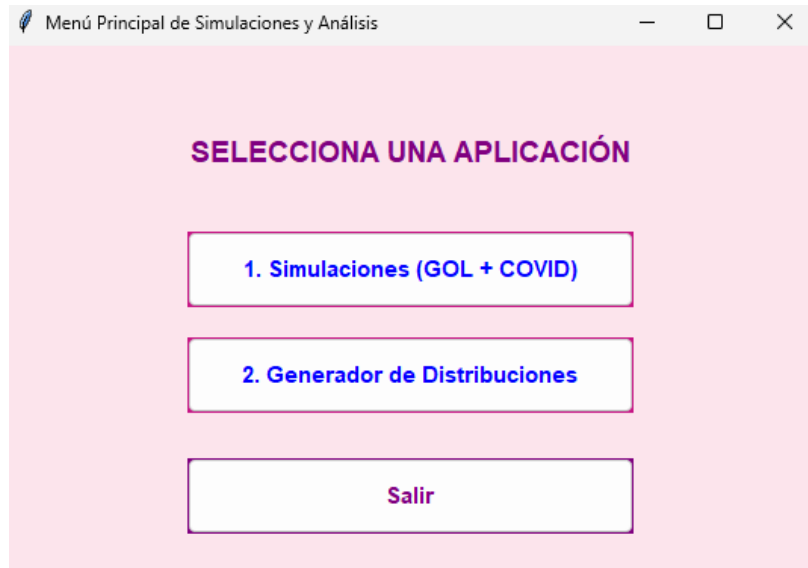 Menú Principal de Simulaciones y Análisis
SELECCIONA UNA APLICACIÓN
1. Simulaciones (GOL + COVID)
2. Generador de Distribuciones
Salir